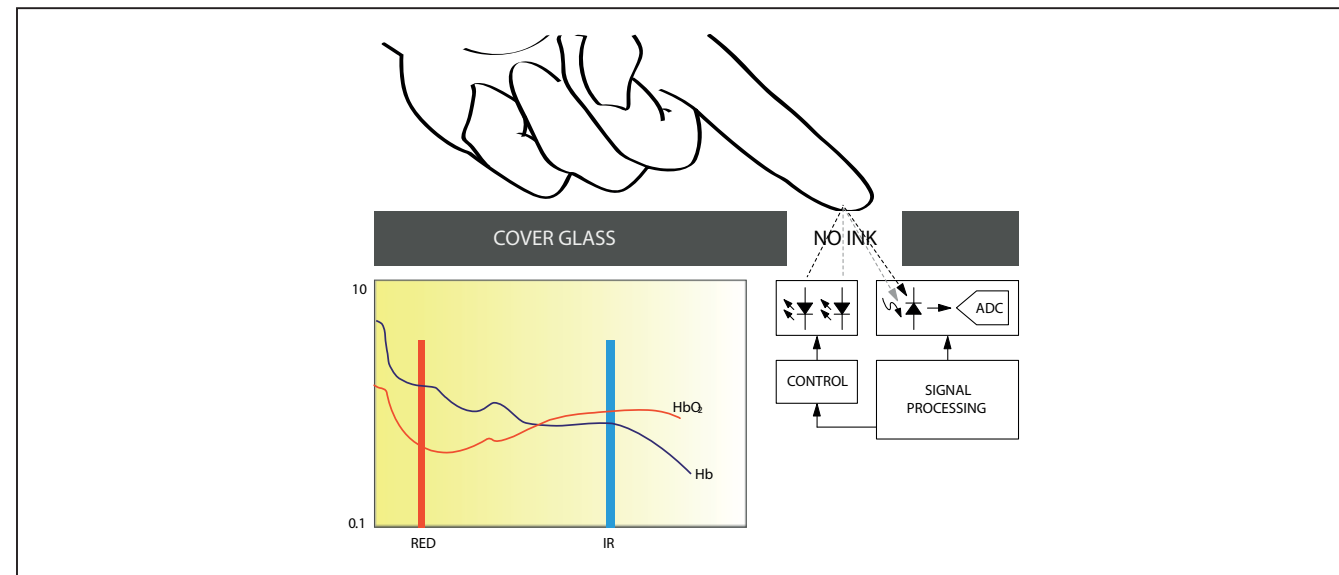 COVER GLASS
NO INK
10
ADC
CONTROL
SIGNAL
PROCESSING
HbO2
Hb
0.1
RED
IR